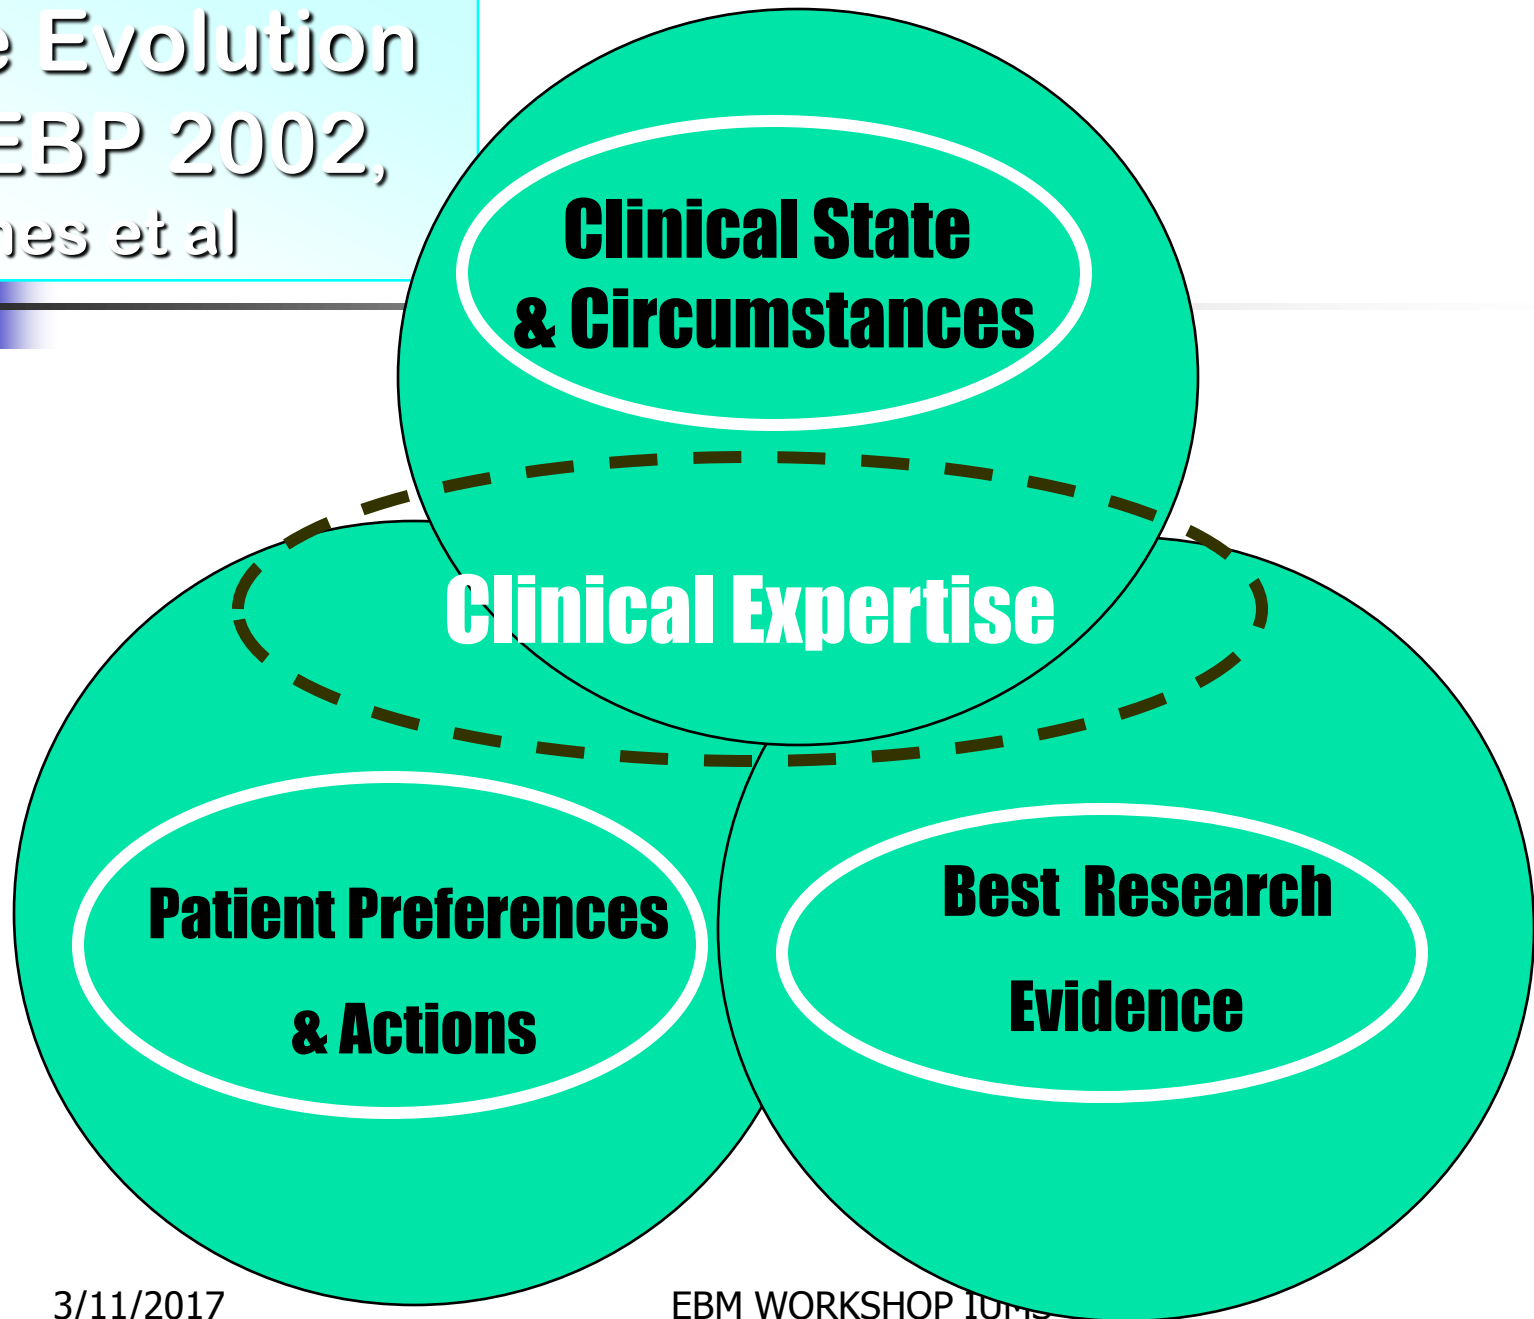 Evolution
EBP 2002,
et al
Clinical State
& Circumstances
Clinical Expertise
Patient Preferences
& Actions
Best Research
Evidence
3/11/2017
EBM WORKSHOP IUMS